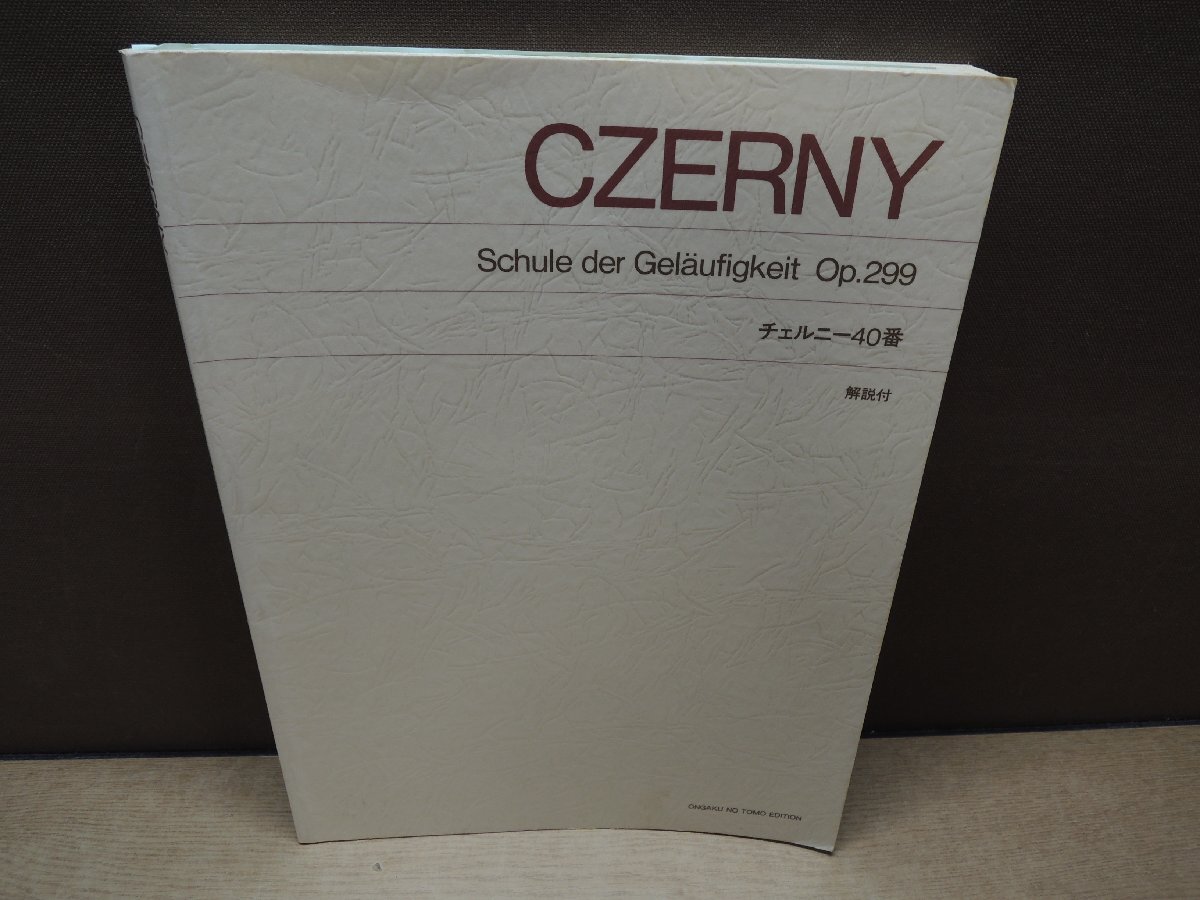 CZERNY
Schule der Geläufigkeit Op.299
チェルニー40番
解説付
ONGAKU NO TOMO EDITION